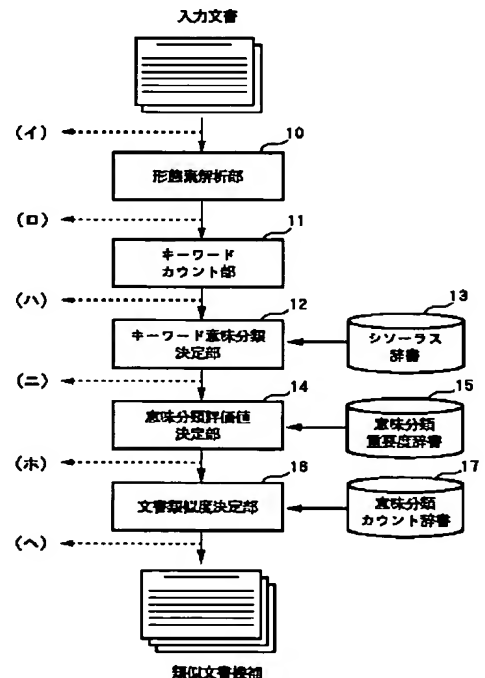 入力文書
(イ)
10
形態素解析部
(ロ)
11
キーワード
カウント部
(ハ)
12
キーワード意味分類
決定部
13
シソーラス
辞書
(ニ)
14
意味分類評価値
決定部
15
意味分類
重要度辞書
(ホ)
16
文書類似度決定部
17
意味分類
カウント辞書
(ヘ)
類似文書候補